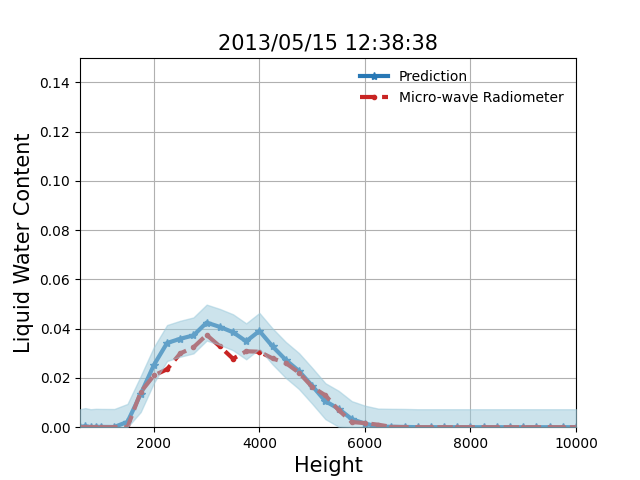 2013/05/15 12:38:38
Prediction
Micro-wave Radiometer
0.14
0.12
0.10
0.08
0.06
0.04
0.02
0.00
Liquid Water Content
2000 4000 6000 8000 10000
Height